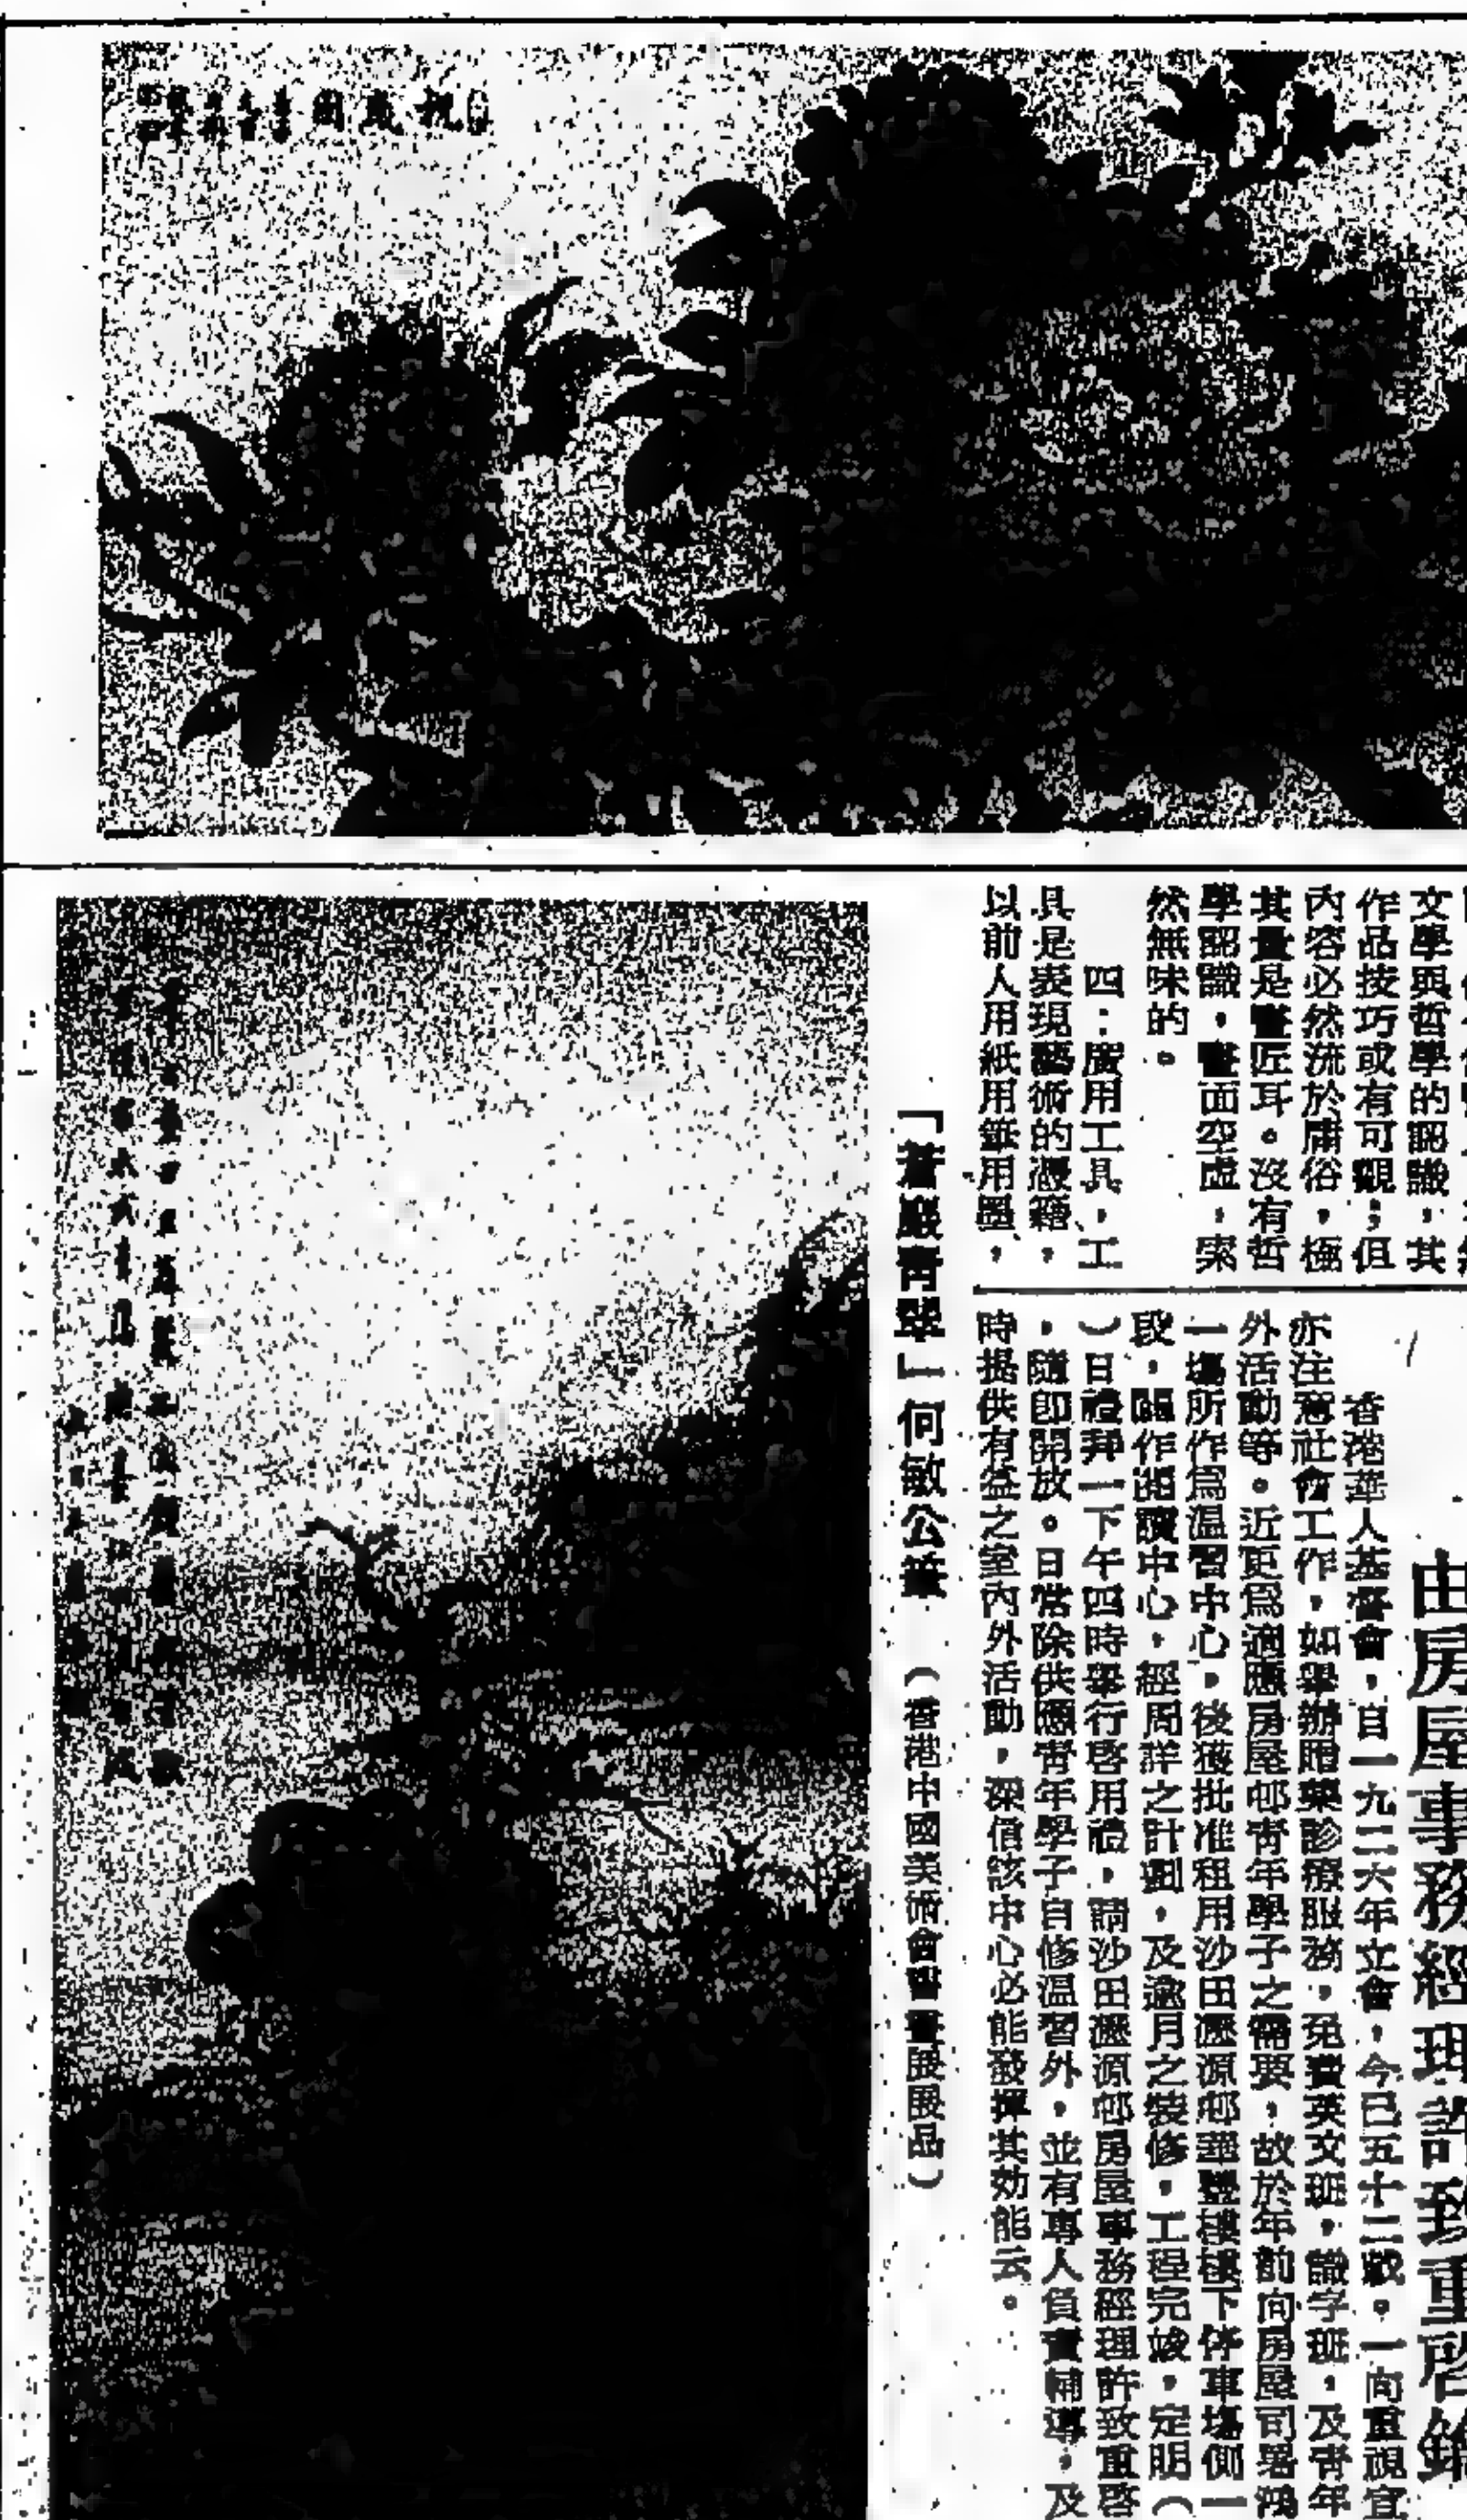 文學與哲學的認識，其
作品技巧或有可觀；但
內容必然流於庸俗，極
其量是畫匠耳。沒有哲
學認識，畫面空虛，索
然無味的。
四：廣用工具，工
具是表現藝術的憑藉，
以前人用紙用筆用墨、
由房屋事務經理許致重啓鑰
香港華人基督會，自一九二六年立會，今已五十二載。一向重視宣
亦注意社會工作，如舉辦贈藥診療服務，免費英文班，識字班，及青年
外活動等。近更爲適應房屋邨青年學子之需要，故於年前向房屋司署鴻
一塲所作爲温習中心，後獲批准租用沙田瀝源邨華豐樓樓下停車塲側一
段，闢作閱讀中心，經周詳之計劃，及逾月之裝修，工程完竣，定明（
）日禮拜一下午四時舉行啓用禮，請沙田瀝源邨房屋事務經理許致重啓
，隨即開放。日常除供應青年學子自修温習外，並有專人負責輔導，及
時提供有益之室內外活動，深信該中心必能發揮其効能云。
「蒼巖青翠」何敏公畫（香港中國美術會書畫展展品）